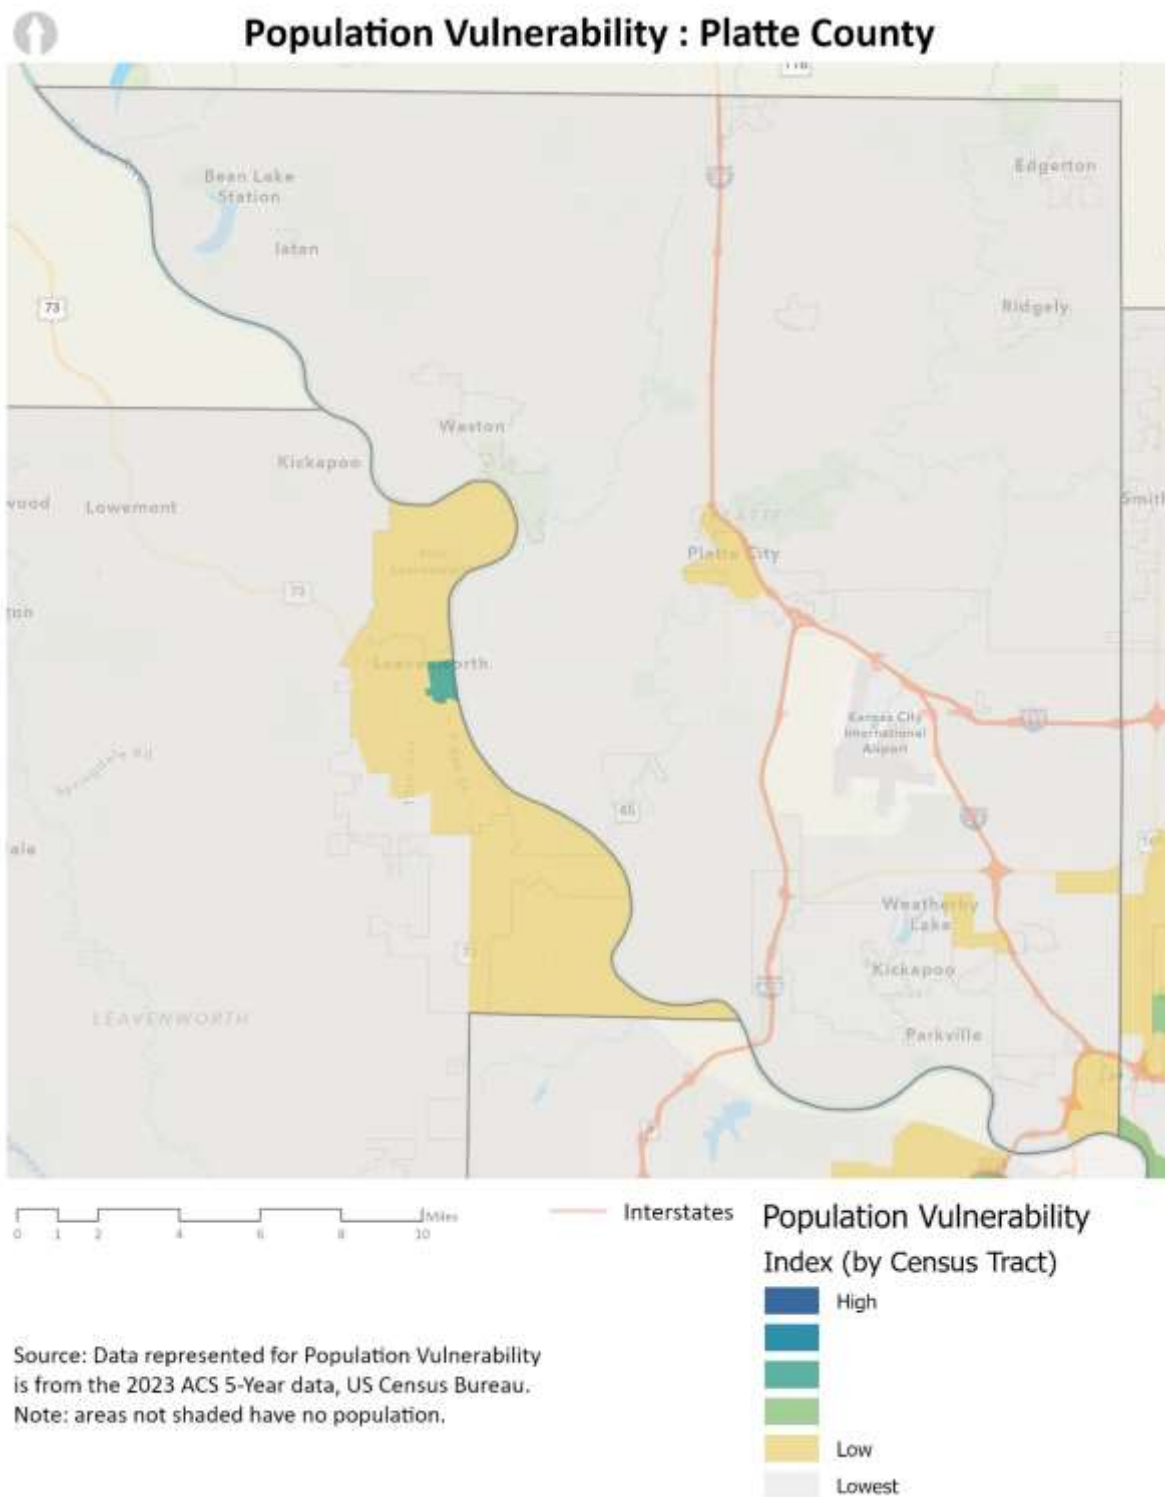 Population Vulnerability : Platte County
Edgerton
Bean Lake
Station
Iatan
73
Ridgely
Weston
Kickapoo
Lowemont
Platte City
73
Leavenworth
Kansas City
International
Airport
Springdale Rd
45
Weatherby
Lake
Kickapoo
LEAVENWORTH
Parkville
0 1 2 4 6 8 10 Miles
Interstates
Population Vulnerability
Index (by Census Tract)
High
Low
Lowest
Source: Data represented for Population Vulnerability
is from the 2023 ACS 5-Year data, US Census Bureau.
Note: areas not shaded have no population.